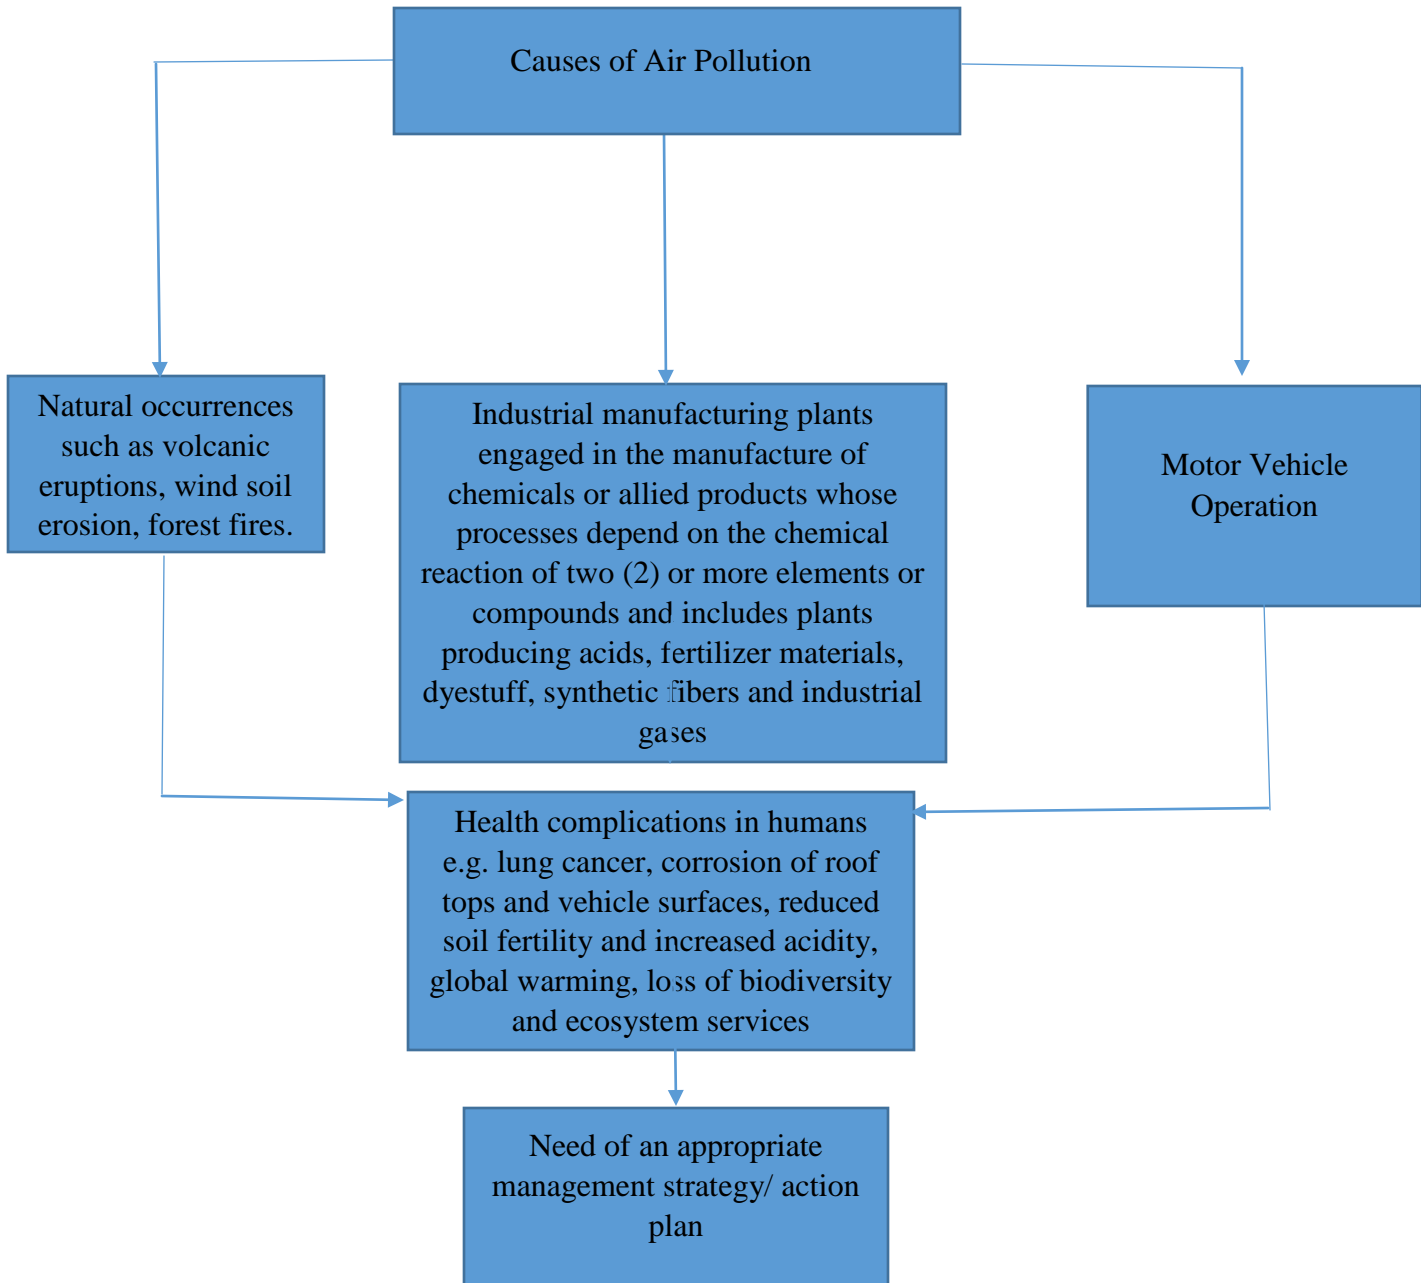 Causes of Air Pollution
Natural occurrences
such as volcanic
eruptions, wind soil
erosion, forest fires.
Industrial manufacturing plants
engaged in the manufacture of
chemicals or allied products whose
processes depend on the chemical
reaction of two (2) or more elements or
compounds and includes plants
producing acids, fertilizer materials,
dyestuff, synthetic fibers and industrial
gases
Motor Vehicle
Operation
Health complications in humans
e.g. lung cancer, corrosion of roof
tops and vehicle surfaces, reduced
soil fertility and increased acidity,
global warming, loss of biodiversity
and ecosystem services
Need of an appropriate
management strategy/ action
plan